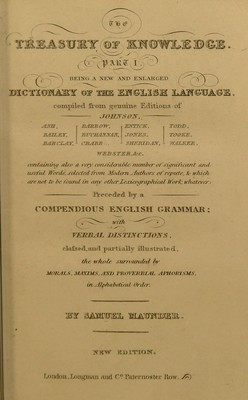 THE
TREASURY OF KNOWLEDGE.
PART I
BEING A NEW AND ENLARGED
DICTIONARY OF THE ENGLISH LANGUAGE,
compiled from genuine Editions of
JOHNSON,
ASH, BARROW, ENTICK, TODD,
BAILEY, BUCHANAN, JONES, TOOKE,
BARCLAY, CRABB, SHERIDAN, WALKER,
WEBSTER, &c.
containing also a very considerable number of significant and
useful Words, selected from Modern Authors of repute, & which
are not to be found in any other Lexicographical Work whatever:
Preceded by a
COMPENDIOUS ENGLISH GRAMMAR;
with
VERBAL DISTINCTIONS,
classed, and partially illustrated,
the whole surrounded by
MORALS, MAXIMS, AND PROVERBIAL APHORISMS,
in Alphabetical Order.
BY SAMUEL MAUNDER.
NEW EDITION.
London, Longman and Co. Paternoster Row.